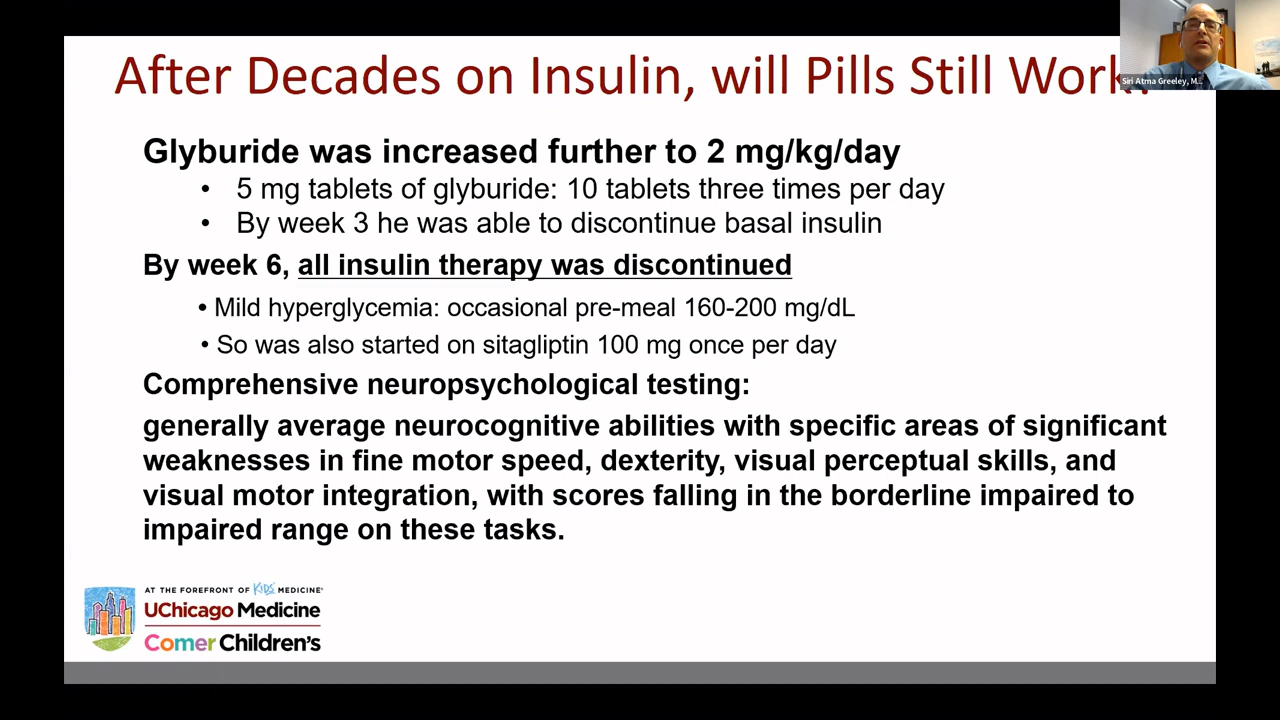 After Decades on Insulin, will Pills Still Work?
Siri Atma Greeley, M...
Glyburide was increased further to 2 mg/kg/day
• 5 mg tablets of glyburide: 10 tablets three times per day
• By week 3 he was able to discontinue basal insulin
By week 6, all insulin therapy was discontinued
• Mild hyperglycemia: occasional pre-meal 160-200 mg/dL
• So was also started on sitagliptin 100 mg once per day
Comprehensive neuropsychological testing:
generally average neurocognitive abilities with specific areas of significant
weaknesses in fine motor speed, dexterity, visual perceptual skills, and
visual motor integration, with scores falling in the borderline impaired to
impaired range on these tasks.
AT THE FOREFRONT OF KIDS' MEDICINE®
UChicago Medicine
Comer Children's